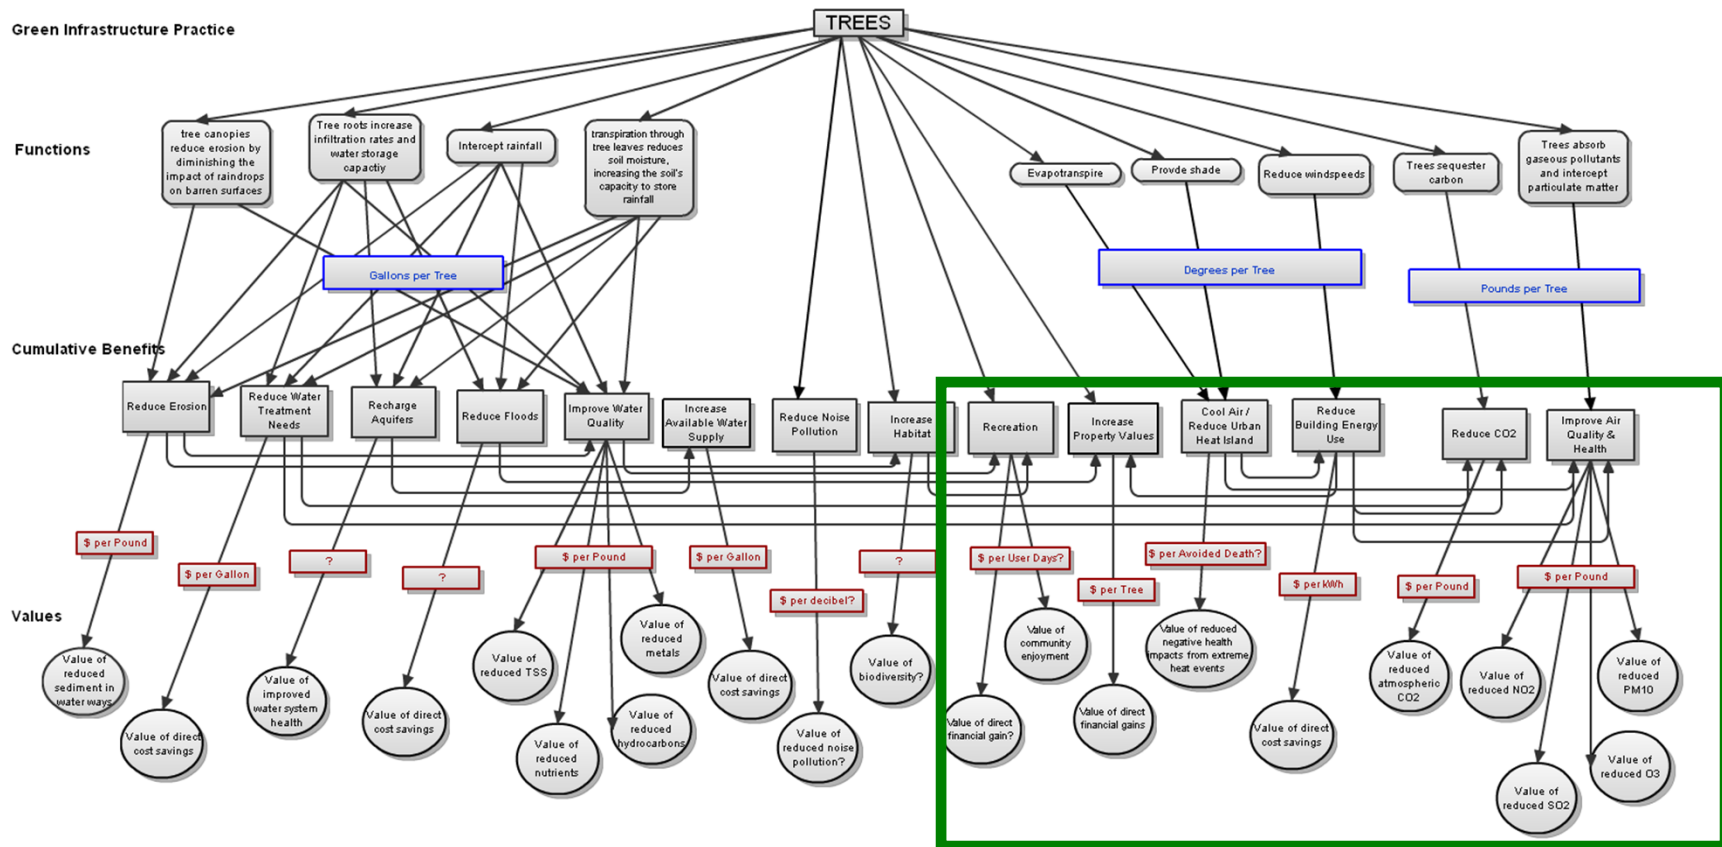 TREES
Green Infrastructure Practice
Functions
tree canopies
reduce erosion by
diminishing the
impact of raindrops
on barren surfaces
Tree roots increase
infiltration rates and
water storage
capactiy
Intercept rainfall
transpiration through
tree leaves reduces
soil moisture,
increasing the soil's
capacity to store
rainfall
Evapotranspire
Provde shade
Reduce windspeeds
Trees sequester
carbon
Trees absorb
gaseous pollutants
and intercept
particulate matter
Gallons per Tree
Degrees per Tree
Pounds per Tree
Cumulative Benefits
Reduce Erosion
Reduce Water
Treatment
Needs
Recharge
Aquifers
Reduce Floods
Improve Water
Quality
Increase
Available Water
Supply
Reduce Noise
Pollution
Increase
Habitat
Recreation
Increase
Property Values
Cool Air /
Reduce Urban
Heat Island
Reduce
Building Energy
Use
Reduce CO2
Improve Air
Quality &
Health
$ per Pound
$ per Gallon
?
?
$ per Pound
$ per Gallon
$ per decibel?
?
$ per User Days?
$ per Tree
$ per Avoided Death?
$ per kWh
$ per Pound
$ per Pound
Values
Value of
reduced
sediment in
water ways
Value of direct
cost savings
Value of
improved
water system
health
Value of direct
cost savings
Value of
reduced TSS
Value of
reduced
nutrients
Value of
reduced
hydrocarbons
Value of
reduced
metals
Value of direct
cost savings
Value of
reduced noise
pollution?
Value of
biodiversity?
Value of direct
financial gain?
Value of
community
enjoyment
Value of direct
financial gains
Value of reduced
negative health
impacts from extreme
heat events
Value of direct
cost savings
Value of
reduced
atmospheric
CO2
Value of
reduced NO2
Value of
reduced SO2
Value of
reduced O3
Value of
reduced
PM10